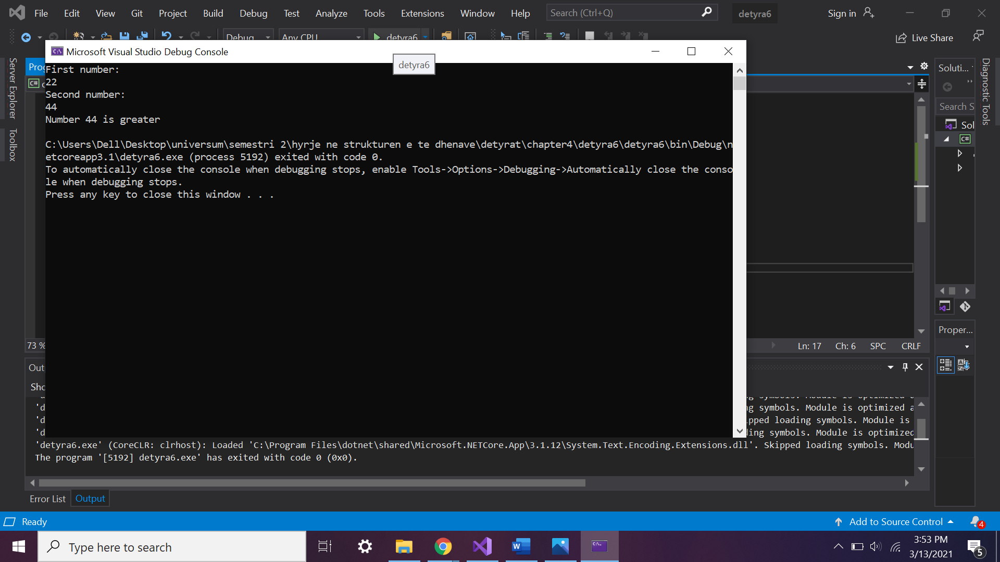 File Edit View Git Project Build Debug Test Analyze Tools Extensions Window Help Search (Ctrl+Q) detyra6 Sign in
Debug Any CPU detyra6 Live Share
Microsoft Visual Studio Debug Console
detyra6
First number:
22
Second number:
44
Number 44 is greater
C:\Users\Dell\Desktop\universum\semestri 2\hyrje ne strukturen e te dhenave\detyrat\chapter4\detyra6\detyra6\bin\Debug\n
etcoreapp3.1\detyra6.exe (process 5192) exited with code 0.
To automatically close the console when debugging stops, enable Tools->Options->Debugging->Automatically close the conso
le when debugging stops.
Press any key to close this window . . .
Server Explorer
Toolbox
Prog
C#
Soluti...
Search S
Sol
C#
Diagnostic Tools
Proper...
73 %
Ln: 17 Ch: 6 SPC CRLF
Out
Sho
'd ng symbols. Module is optimized a
'd ipped loading symbols. Module is
'd ding symbols. Module is optimized
'detyra6.exe' (CoreCLR: clrhost): Loaded 'C:\Program Files\dotnet\shared\Microsoft.NETCore.App\3.1.12\System.Text.Encoding.Extensions.dll'. Skipped loading symbols. Modu
The program '[5192] detyra6.exe' has exited with code 0 (0x0).
Error List Output
Ready Add to Source Control 4
Type here to search
3:53 PM
3/13/2021
5